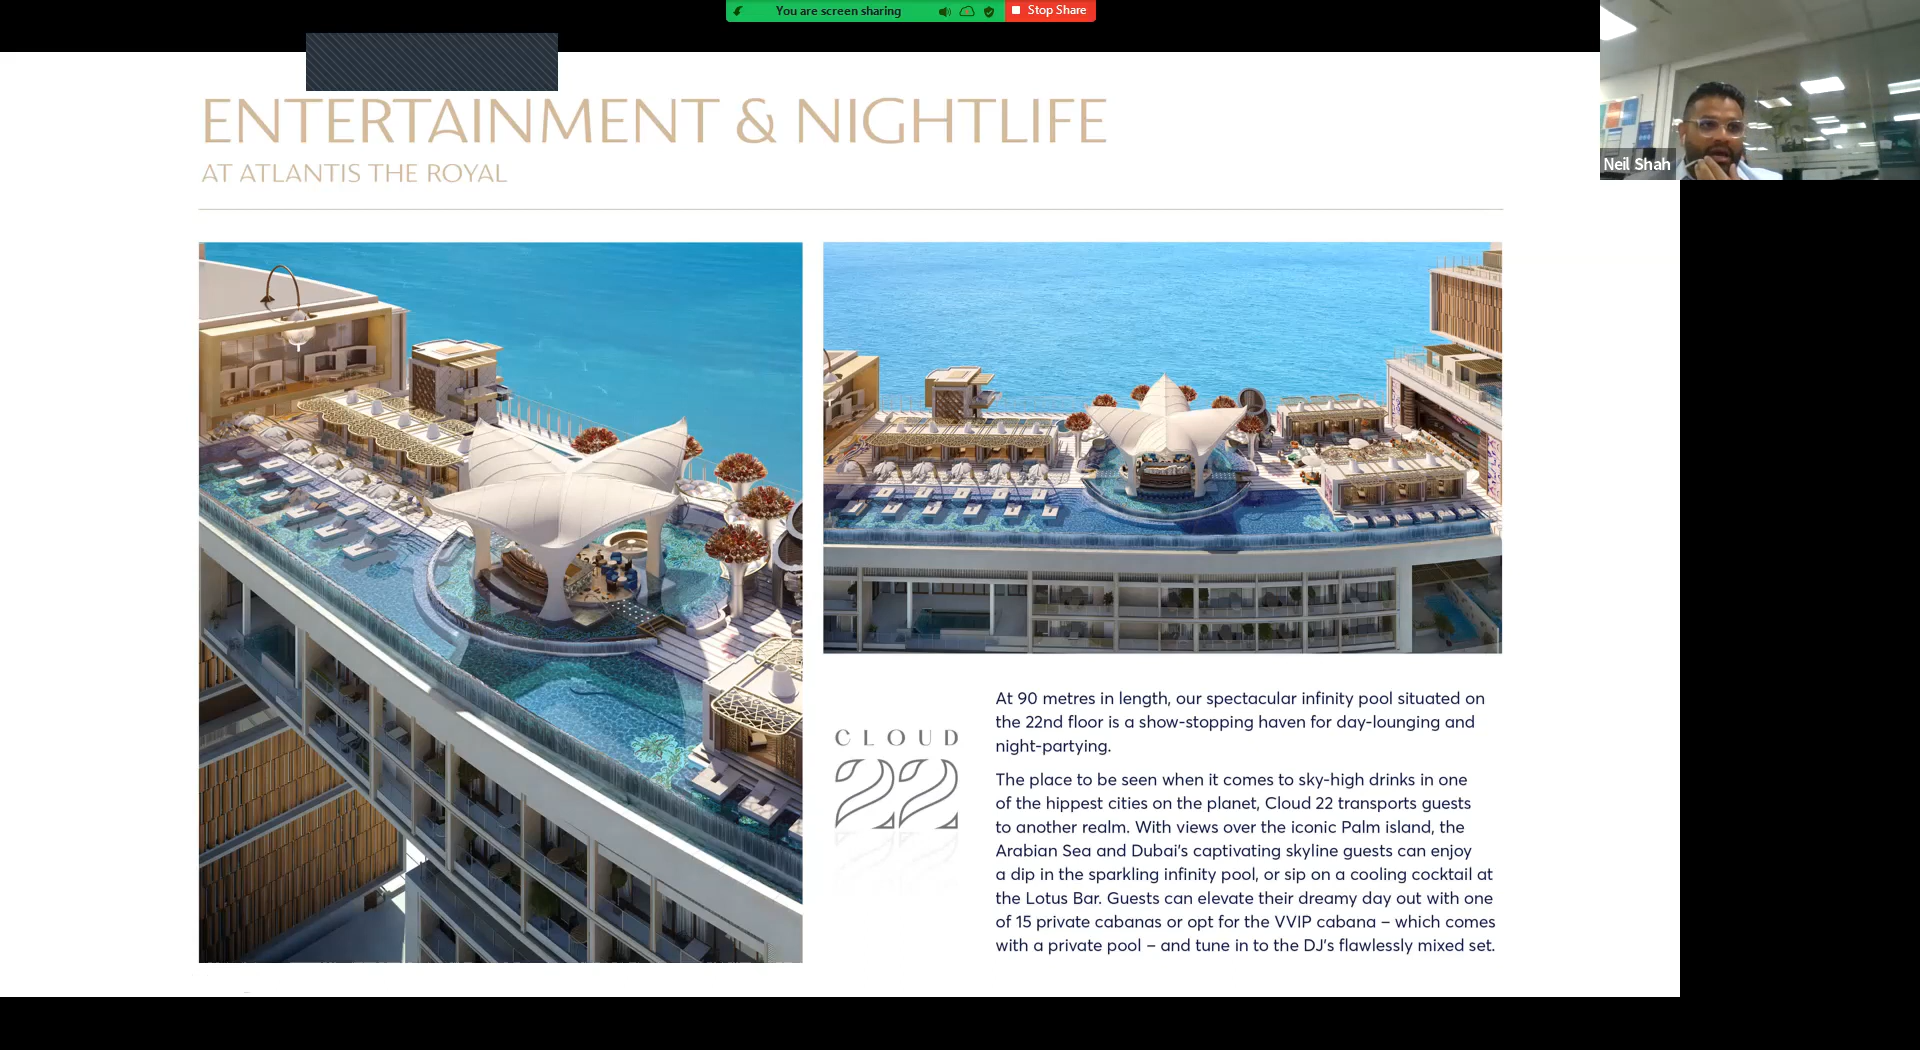 You are screen sharing
Stop Share
ENTERTAINMENT & NIGHTLIFE
AT ATLANTIS THE ROYAL
Neil Shah
CLOUD
22
At 90 metres in length, our spectacular infinity pool situated on
the 22nd floor is a show-stopping haven for day-lounging and
night-partying.
The place to be seen when it comes to sky-high drinks in one
of the hippest cities on the planet, Cloud 22 transports guests
to another realm. With views over the iconic Palm island, the
Arabian Sea and Dubai's captivating skyline guests can enjoy
a dip in the sparkling infinity pool, or sip on a cooling cocktail at
the Lotus Bar. Guests can elevate their dreamy day out with one
of 15 private cabanas or opt for the VVIP cabana – which comes
with a private pool – and tune in to the DJ's flawlessly mixed set.